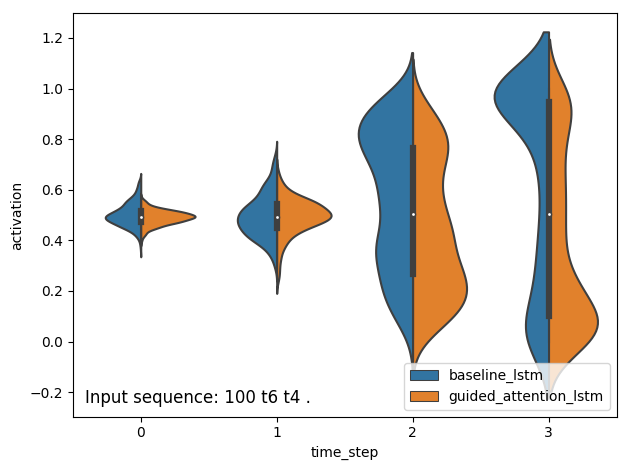 1.2
1.0
0.8
0.6
0.4
0.2
0.0
−0.2
activation
Input sequence: 100 t6 t4 .
baseline_lstm
guided_attention_lstm
0 1 2 3
time_step